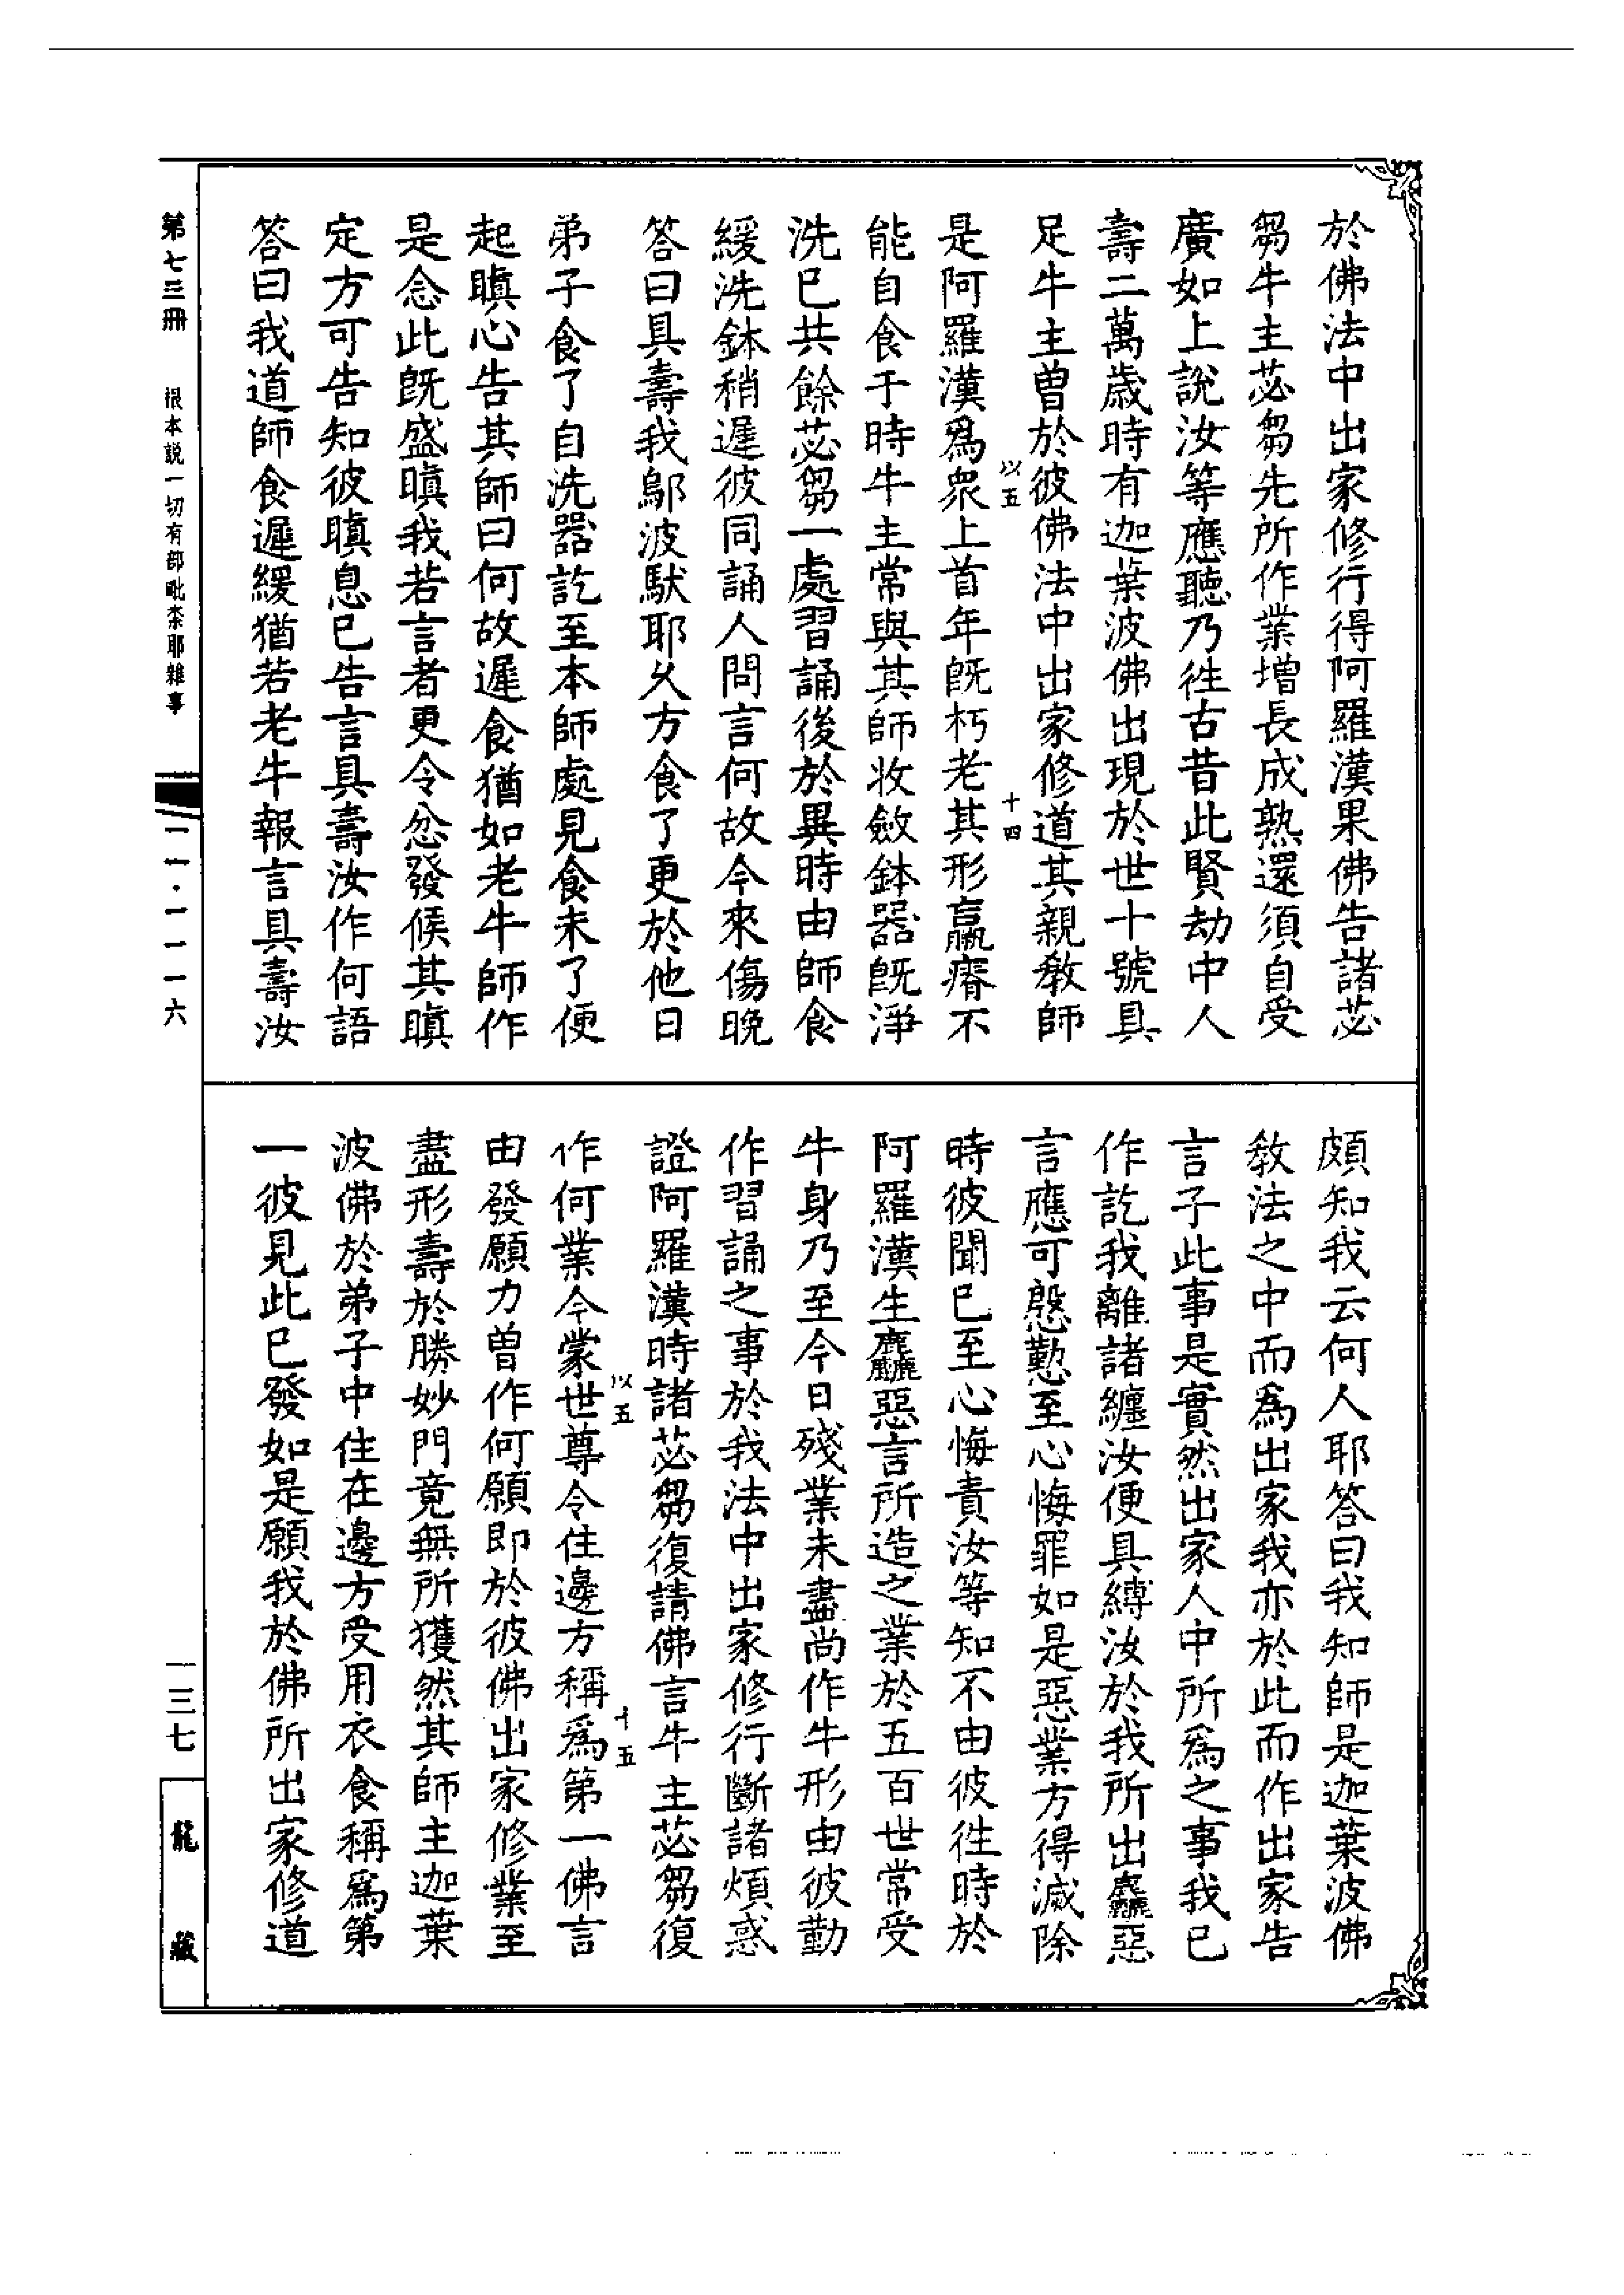 於佛法中出家修行得阿羅漢果佛告諸苾
芻牛主苾芻先所作業增長成熟還須自受
廣如上說汝等應聽乃徃古昔此賢劫中人
壽二萬歲時有迦葉波佛出現於世十號具
足牛主曾於彼佛法中出家修道其親教師
以五
十四
是阿羅漢爲衆上首年旣朽老其形羸瘠不
能自食于時牛主常與其師收斂鉢器旣淨
洗已共餘苾芻一處習誦後於異時由師食
緩洗鉢稍遲彼同誦人問言何故今來傷晚
答曰具壽我鄔波馱耶久方食了更於他日
弟子食了自洗器訖至本師處見食未了便
起瞋心告其師曰何故遲食猶如老牛師作
是念此旣盛瞋我若言者更令忿發候其瞋
定方可告知彼瞋息已告言具壽汝作何語
答曰我道師食遲緩猶若老牛報言具壽汝
頗知我云何人耶答曰我知師是迦葉波佛
教法之中而爲出家我亦於此而作出家告
言子此事是實然出家人中所爲之事我已
作訖我離諸纏汝便具縛汝於我所出麤惡
言應可慇懃至心悔罪如是惡業方得滅除
時彼聞已至心悔責汝等知不由彼徃時於
阿羅漢生麤惡言所造之業於五百世常受
牛身乃至今日殘業未盡尚作牛形由彼勤
作習誦之事於我法中出家修行斷諸煩惑
證阿羅漢時諸苾芻復請佛言牛主苾芻復
以五
十五
作何業今蒙世尊令住邊方稱爲第一佛言
由發願力曾作何願即於彼佛出家修業至
盡形壽於勝妙門竟無所獲然其師主迦葉
波佛於弟子中住在邊方受用衣食稱爲第
一彼見此已發如是願我於佛所出家修道
第七三冊
根本説一切有部毗柰耶雜事
一一·一一一六
一三七
龍藏